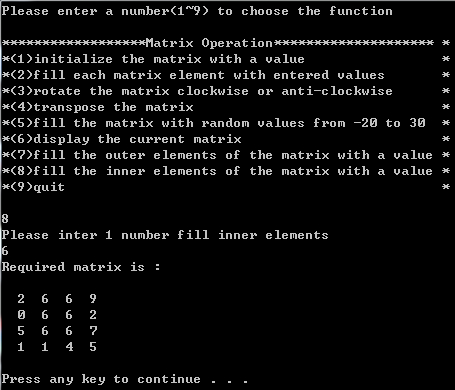 Please enter a number(1~9) to choose the function
******************Matrix Operation******************** *
*(1)initialize the matrix with a value *
*(2)fill each matrix element with entered values *
*(3)rotate the matrix clockwise or anti-clockwise *
*(4)transpose the matrix *
*(5)fill the matrix with random values from -20 to 30 *
*(6)display the current matrix *
*(7)fill the outer elements of the matrix with a value *
*(8)fill the inner elements of the matrix with a value *
*(9)quit *
8
Please inter 1 number fill inner elements
6
Required matrix is :
2 6 6 9
0 6 6 2
5 6 6 7
1 1 4 5
Press any key to continue . . .